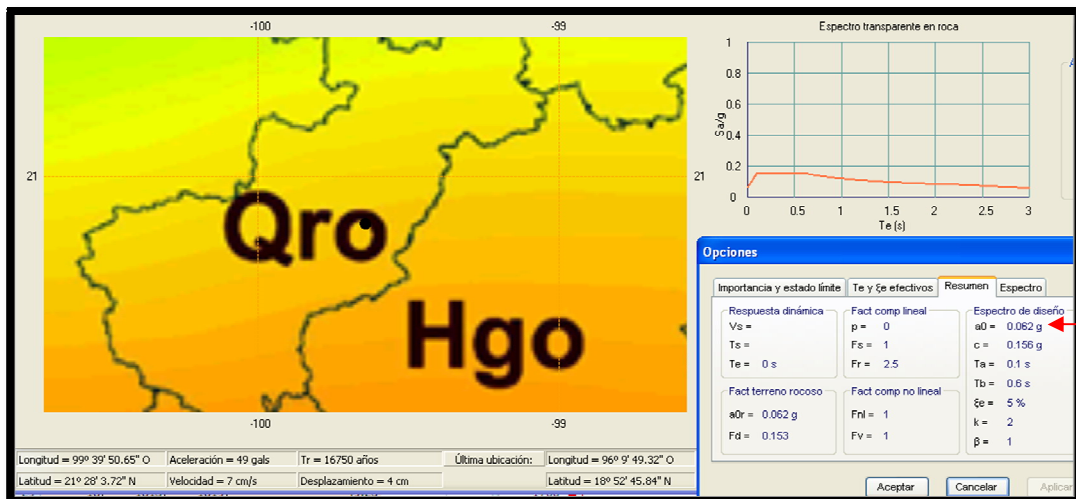 -100 -99
21 21
Qro
Hgo
-100 -99
Espectro transparente en roca
1
0.8
0.6
0.4
0.2
0
Sa/g
0 0.5 1 1.5 2 2.5 3
Te (s)
Opciones
Importancia y estado límite Te y ξe efectivos Resumen Espectro
Respuesta dinámica
Vs =
Ts =
Te = 0 s
Fact comp lineal
p = 0
Fs = 1
Fr = 2.5
Espectro de diseño
a0 = 0.062 g
c = 0.156 g
Ta = 0.1 s
Tb = 0.6 s
ξe = 5 %
k = 2
β = 1
Fact terreno rocoso
a0r = 0.062 g
Fd = 0.153
Fact comp no lineal
Fnl = 1
Fv = 1
Aceptar Cancelar Aplicar
Longitud = 99º 39' 50.65'' O Aceleración = 49 gals Tr = 16750 años Última ubicación: Longitud = 96º 9' 49.32'' O
Latitud = 21º 28' 3.72'' N Velocidad = 7 cm/s Desplazamiento = 4 cm Latitud = 18º 52' 45.84'' N